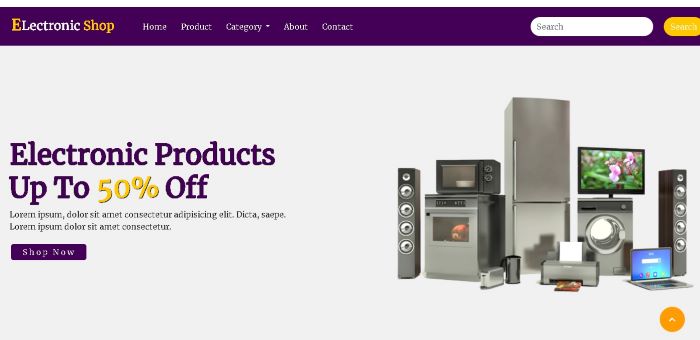 ELectronic Shop
Home
Product
Category
About
Contact
Search
Search
Electronic Products
Up To 50% Off
Lorem ipsum, dolor sit amet consectetur adipisicing elit. Dicta, saepe.
Lorem ipsum dolor sit amet consectetur.
Shop Now